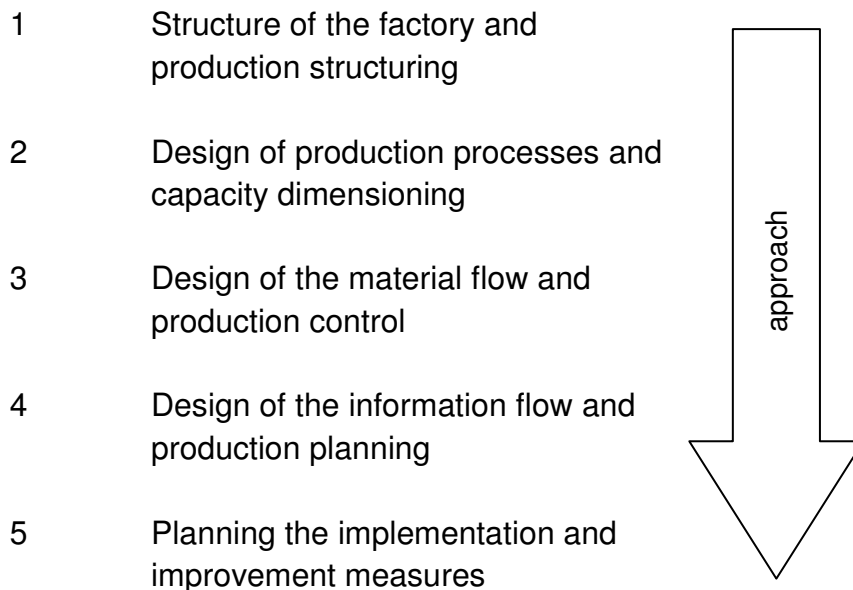 1 Structure of the factory and
production structuring
2 Design of production processes and
capacity dimensioning
3 Design of the material flow and
production control
4 Design of the information flow and
production planning
5 Planning the implementation and
improvement measures
approach